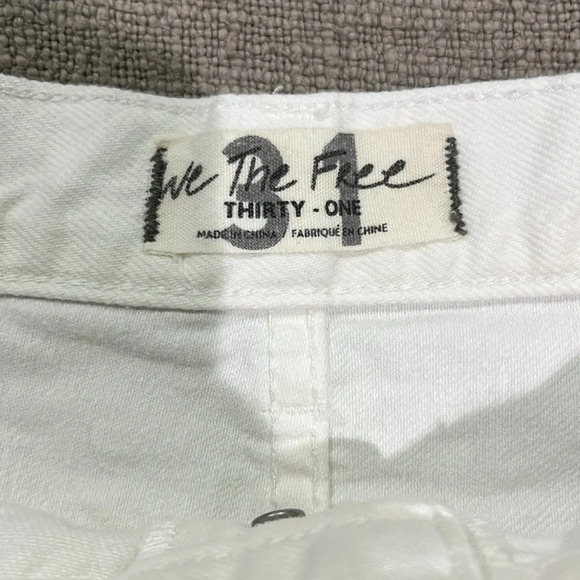 We The Free
31
THIRTY - ONE
MADE IN CHINA / FABRIQUÉ EN CHINE